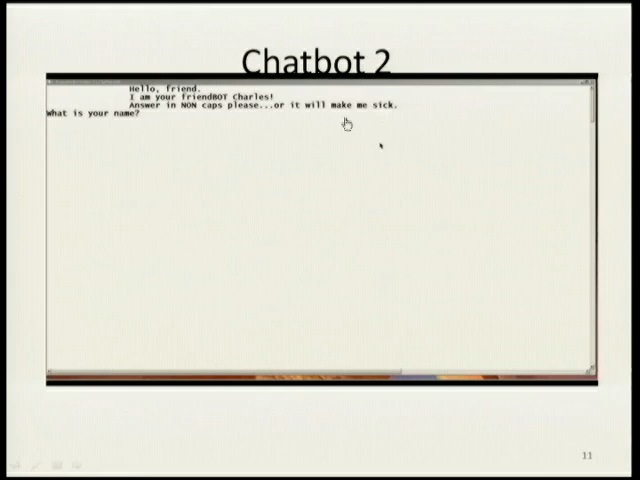 Chatbot 2
Hello, friend.
I am your friendBOT Charles!
Answer in NON caps please...or it will make me sick.
What is your name?
11